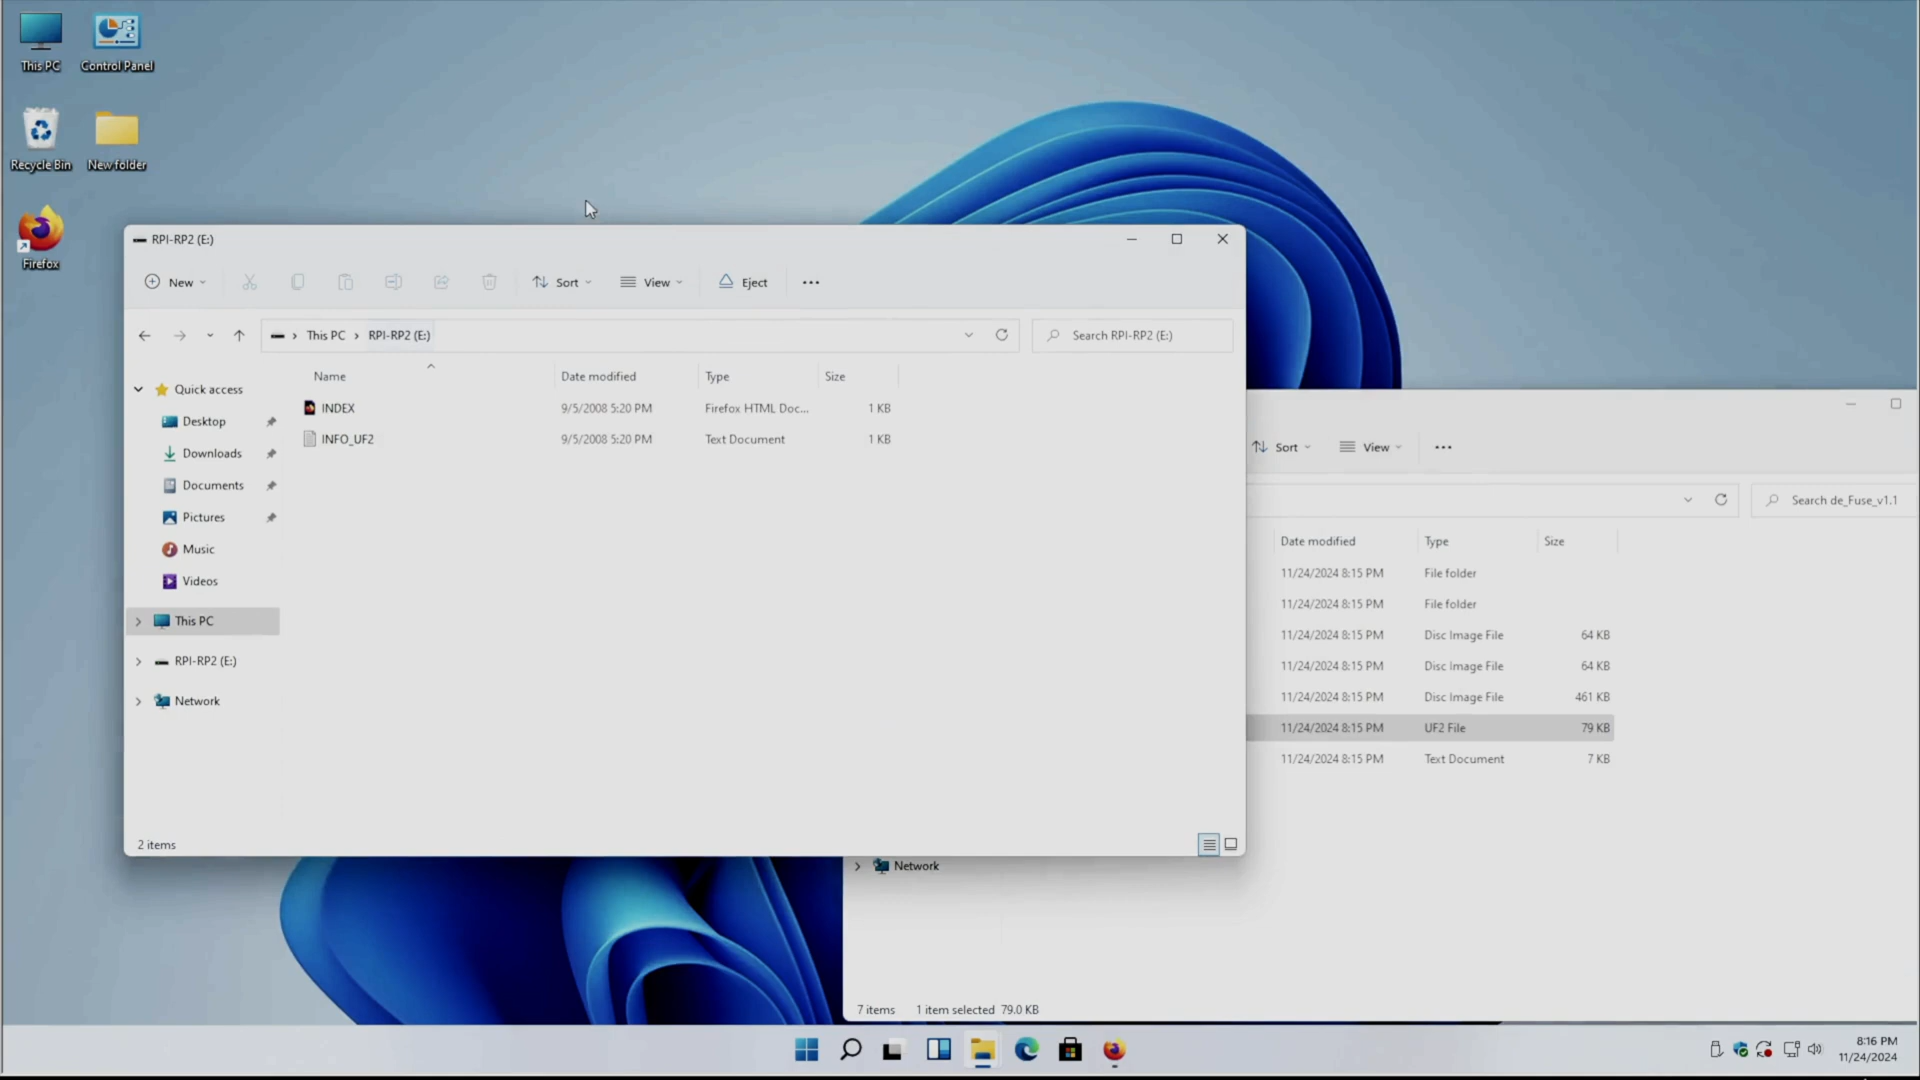 This PC
Control Panel
Recycle Bin
New folder
Firefox
RPI-RP2 (E:)
New
Sort
View
Eject
This PC
RPI-RP2 (E:)
Search RPI-RP2 (E:)
Name
Date modified
Type
Size
INDEX
9/5/2008 5:20 PM
Firefox HTML Doc...
1 KB
INFO_UF2
9/5/2008 5:20 PM
Text Document
1 KB
Quick access
Desktop
Downloads
Documents
Pictures
Music
Videos
This PC
RPI-RP2 (E:)
Network
2 items
Sort
View
Search de_Fuse_v1.1
Date modified
Type
Size
11/24/2024 8:15 PM
File folder
11/24/2024 8:15 PM
File folder
11/24/2024 8:15 PM
Disc Image File
64 KB
11/24/2024 8:15 PM
Disc Image File
64 KB
11/24/2024 8:15 PM
Disc Image File
461 KB
11/24/2024 8:15 PM
UF2 File
79 KB
11/24/2024 8:15 PM
Text Document
7 KB
Network
7 items
1 item selected 79.0 KB
8:16 PM
11/24/2024